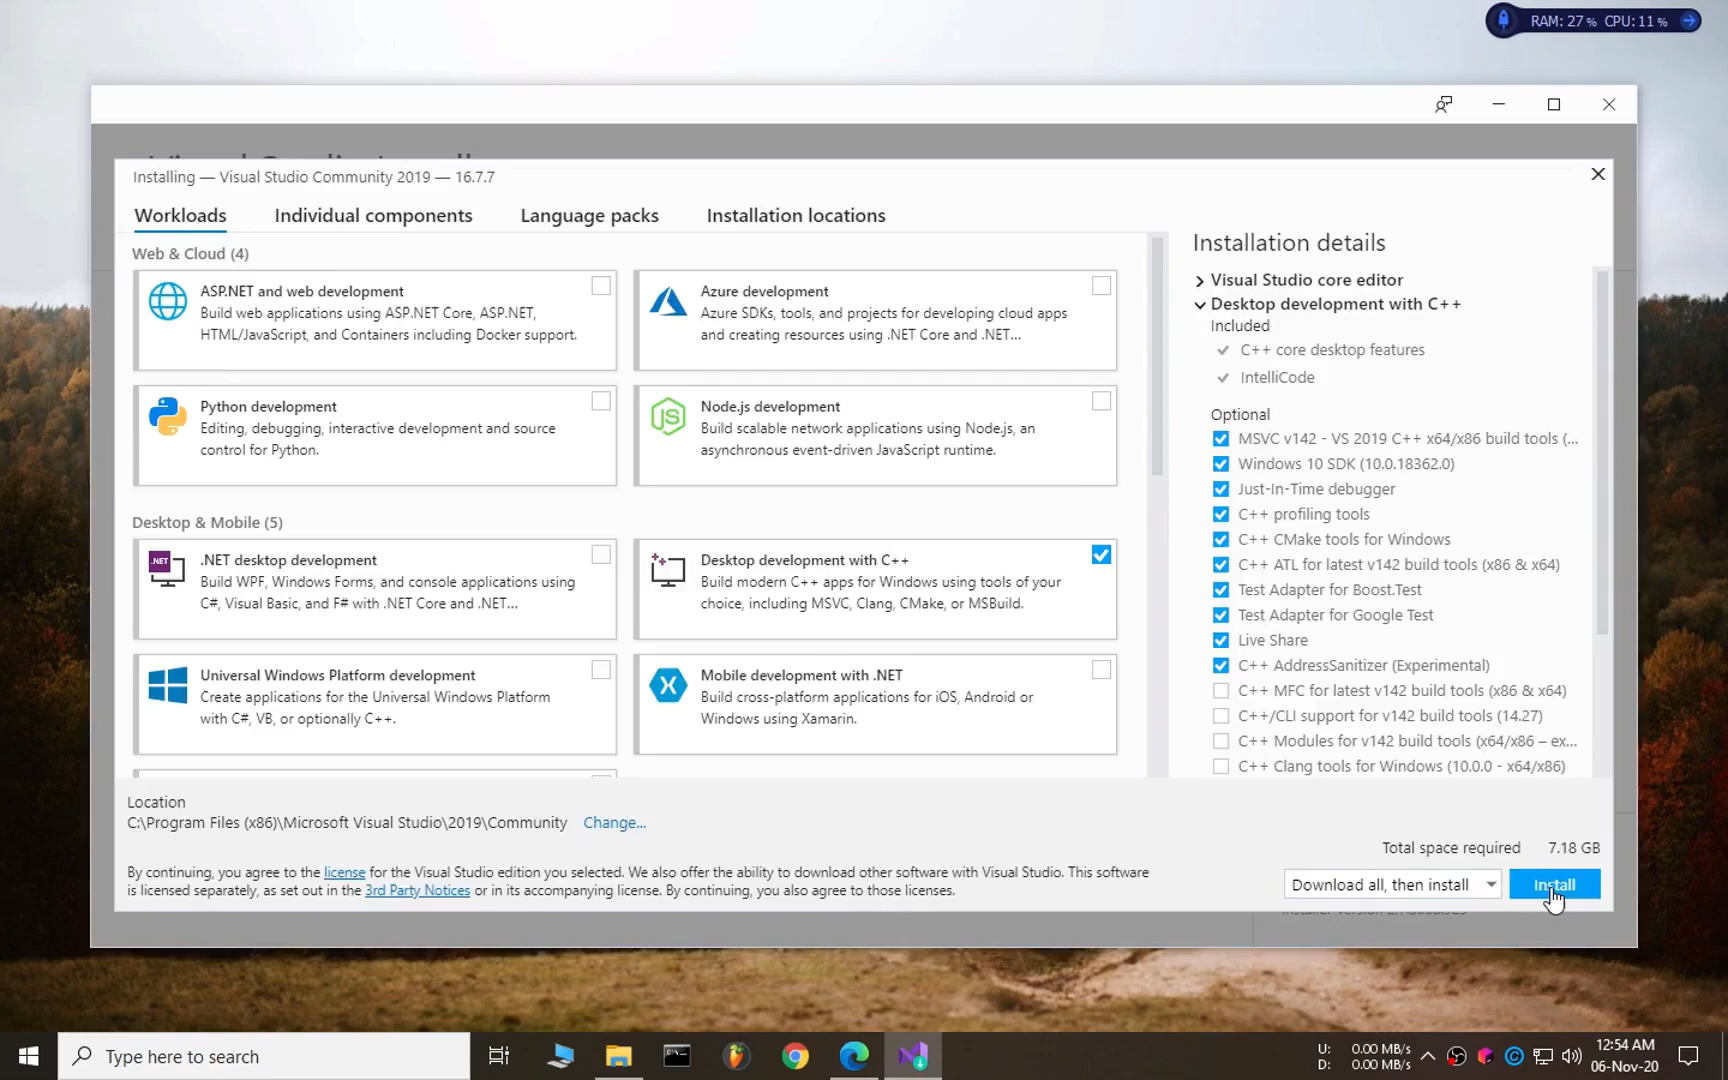 RAM: 27 % CPU: 11 %
Installing — Visual Studio Community 2019 — 16.7.7
Workloads
Individual components
Language packs
Installation locations
Web & Cloud (4)
ASP.NET and web development
Build web applications using ASP.NET Core, ASP.NET,
HTML/JavaScript, and Containers including Docker support.
Azure development
Azure SDKs, tools, and projects for developing cloud apps
and creating resources using .NET Core and .NET...
Python development
Editing, debugging, interactive development and source
control for Python.
JS
Node.js development
Build scalable network applications using Node.js, an
asynchronous event-driven JavaScript runtime.
Desktop & Mobile (5)
.NET
.NET desktop development
Build WPF, Windows Forms, and console applications using
C#, Visual Basic, and F# with .NET Core and .NET...
Desktop development with C++
Build modern C++ apps for Windows using tools of your
choice, including MSVC, Clang, CMake, or MSBuild.
Universal Windows Platform development
Create applications for the Universal Windows Platform
with C#, VB, or optionally C++.
Mobile development with .NET
Build cross-platform applications for iOS, Android or
Windows using Xamarin.
Installation details
Visual Studio core editor
Desktop development with C++
Included
C++ core desktop features
IntelliCode
Optional
MSVC v142 - VS 2019 C++ x64/x86 build tools (...
Windows 10 SDK (10.0.18362.0)
Just-In-Time debugger
C++ profiling tools
C++ CMake tools for Windows
C++ ATL for latest v142 build tools (x86 & x64)
Test Adapter for Boost.Test
Test Adapter for Google Test
Live Share
C++ AddressSanitizer (Experimental)
C++ MFC for latest v142 build tools (x86 & x64)
C++/CLI support for v142 build tools (14.27)
C++ Modules for v142 build tools (x64/x86 – ex...
C++ Clang tools for Windows (10.0.0 - x64/x86)
Location
C:\Program Files (x86)\Microsoft Visual Studio\2019\Community
Change...
Total space required 7.18 GB
By continuing, you agree to the license for the Visual Studio edition you selected. We also offer the ability to download other software with Visual Studio. This software
is licensed separately, as set out in the 3rd Party Notices or in its accompanying license. By continuing, you also agree to those licenses.
Download all, then install
Install
Type here to search
U: 0.00 MB/s
D: 0.00 MB/s
12:54 AM
06-Nov-20